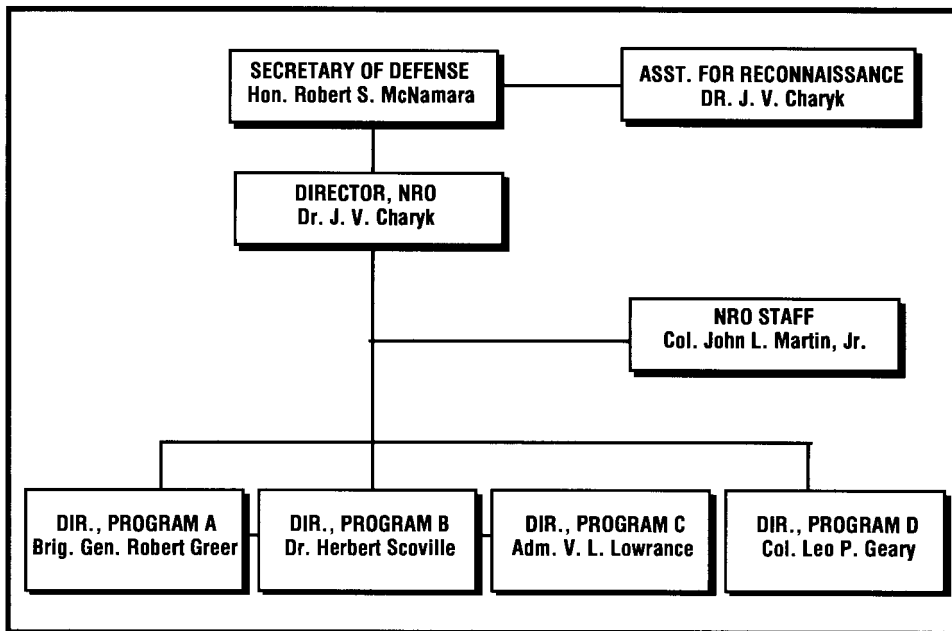 SECRETARY OF DEFENSE
Hon. Robert S. McNamara
ASST. FOR RECONNAISSANCE
DR. J. V. Charyk
DIRECTOR, NRO
Dr. J. V. Charyk
NRO STAFF
Col. John L. Martin, Jr.
DIR., PROGRAM A
Brig. Gen. Robert Greer
DIR., PROGRAM B
Dr. Herbert Scoville
DIR., PROGRAM C
Adm. V. L. Lowrance
DIR., PROGRAM D
Col. Leo P. Geary